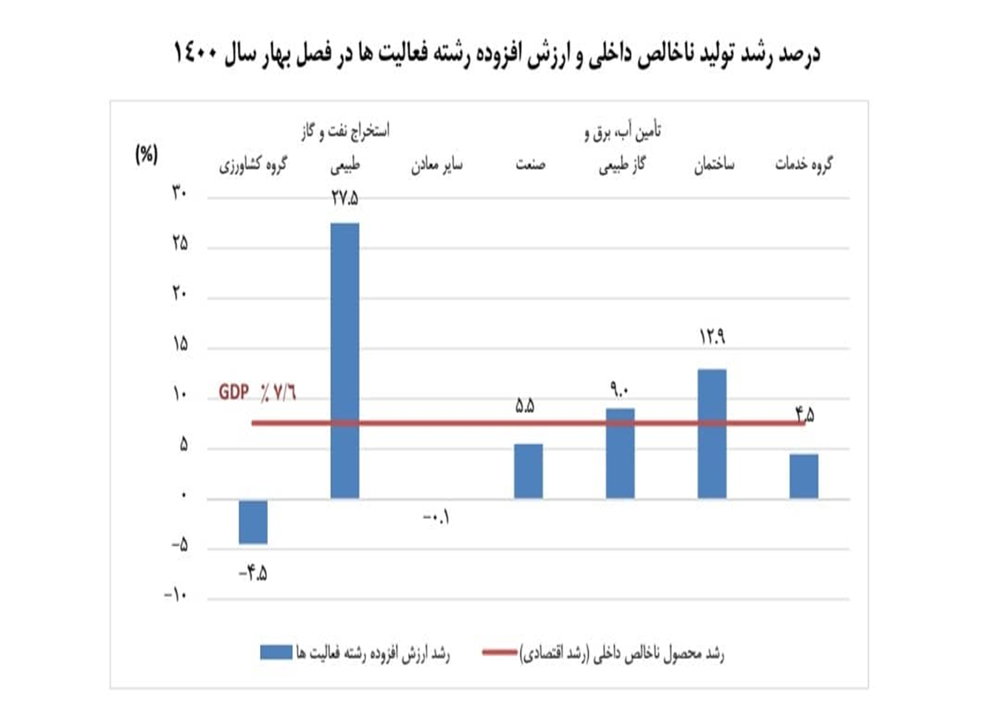 درصد رشد تولید ناخالص داخلی و ارزش افزوده رشته فعالیت ها در فصل بهار سال ١٤٠٠
(%)
گروه کشاورزی
استخراج نفت و گاز
طبیعی
سایر معادن
صنعت
تأمین آب، برق و
گاز طبیعی
ساختمان
گروه خدمات
۳۰
۲۵
۲۰
۱۵
۱۰
۵
۰
−۵
−۱۰
−۴.۵
۲۷.۵
−۰.۱
۵.۵
۹.۰
۱۲.۹
۴.۵
GDP ٪ ٧/٦
رشد ارزش افزوده رشته فعالیت ها
رشد محصول ناخالص داخلی (رشد اقتصادی)